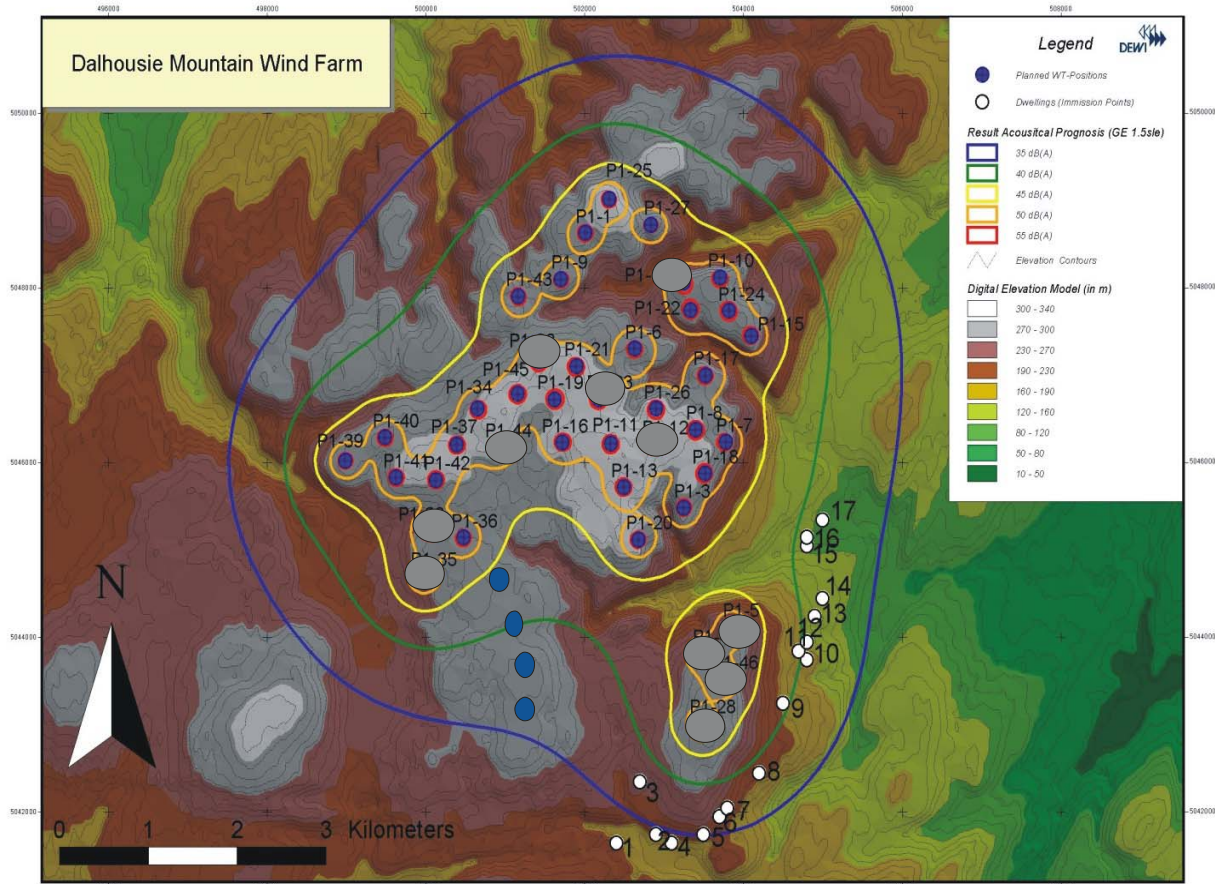 498000 500000 502000 504000 506000 508000
Dalhousie Mountain Wind Farm
Legend
DEWI
Planned WT-Positions
Dwellings (Immission Points)
Result Acousitcal Prognosis (GE 1.5sle)
35 dB(A)
40 dB(A)
45 dB(A)
50 dB(A)
55 dB(A)
Elevation Contours
Digital Elevation Model (in m)
300 - 340
270 - 300
230 - 270
190 - 230
160 - 190
120 - 160
80 - 120
50 - 80
10 - 50
5050000 5050000
P1-25
P1-1
P1-27
P1-9
P1-10
P1-43
5048000 5048000
P1-24
P1-22
P1-15
P1-6
P1-21
P1-17
P1-45
P1-34
P1-19
P1-26
P1-40
P1-8
P1-37
P1-16
P1-11
P1-7
P1-39
5046000 5046000
P1-41
P1-42
P1-13
P1-18
P1-3
P1-36
P1-20
17
16
15
N
14
13
12
11
10
5044000 5044000
P1-5
P1-28
9
8
3
7
6
5042000 5042000
1
2
4
5
0 1 2 3 Kilometers